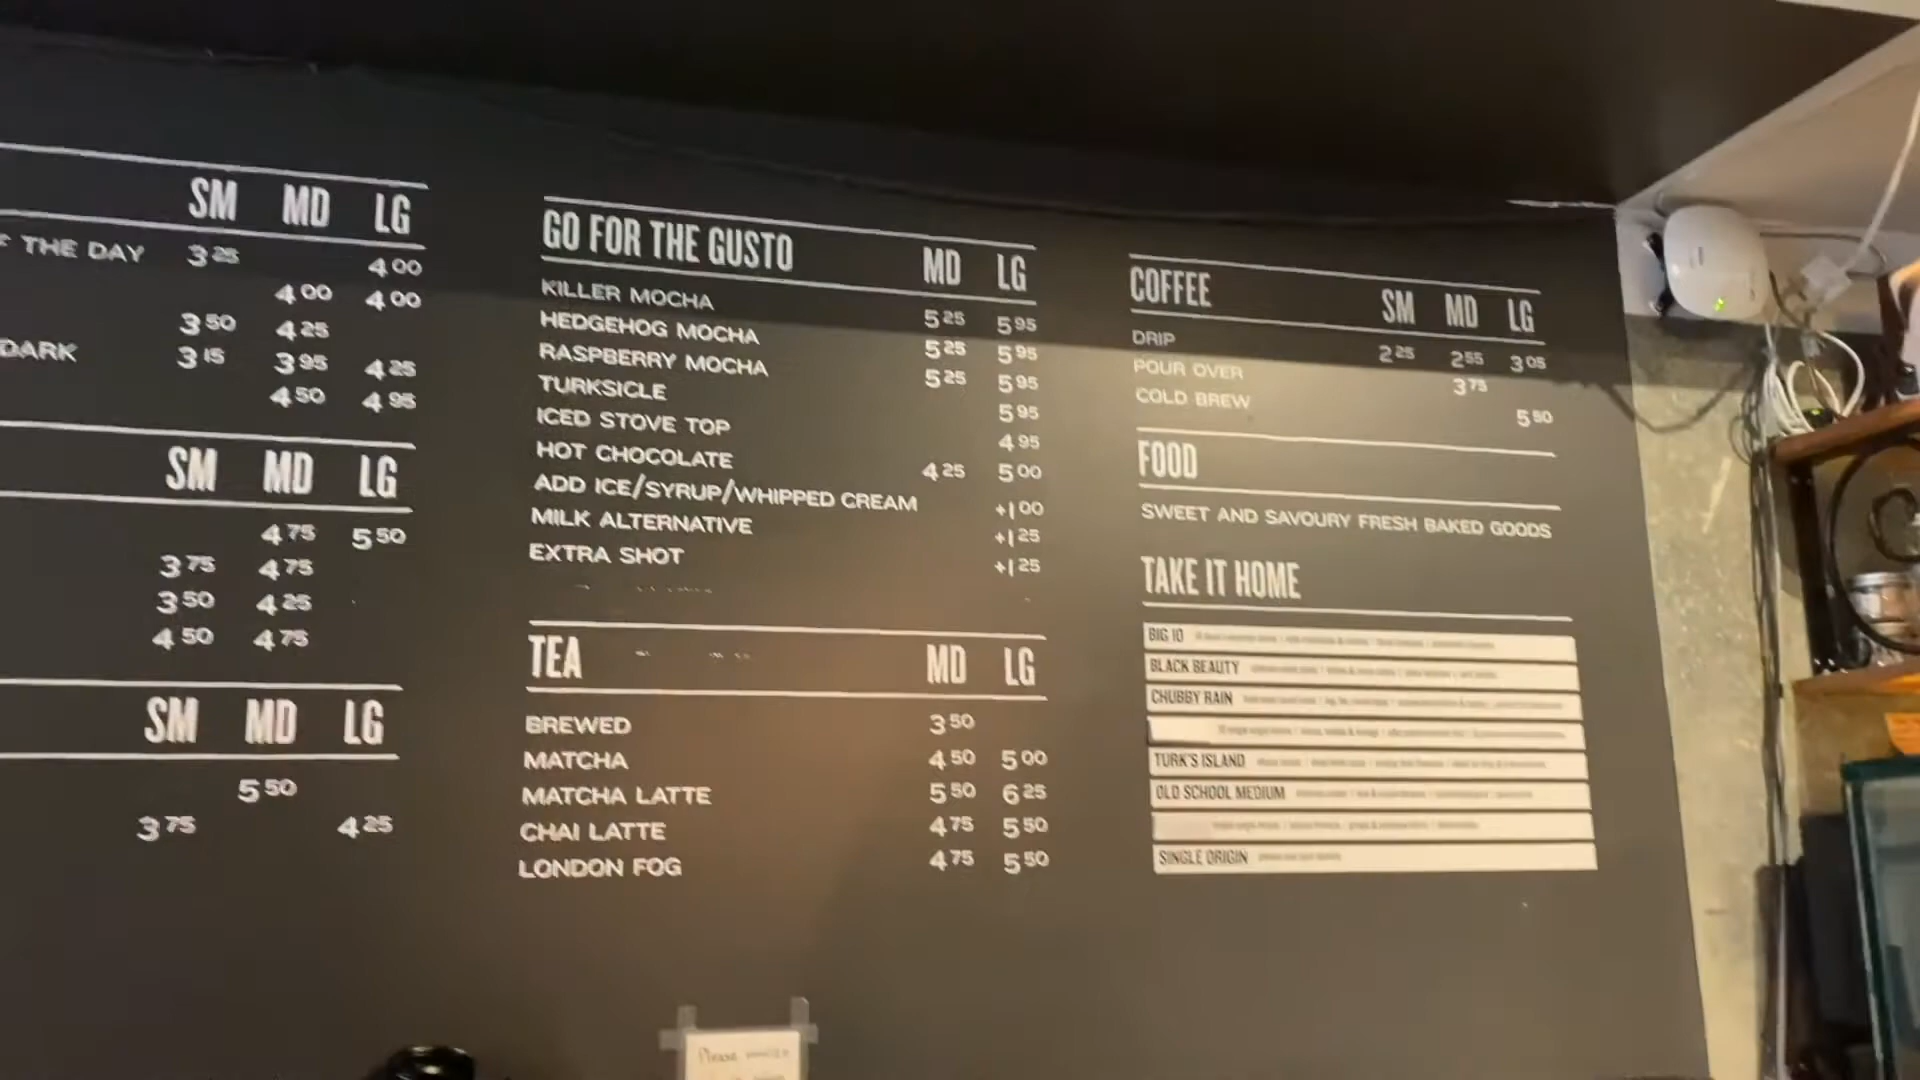 SM MD LG
THE DAY 3 25 4 00
4 00 4 00
3 50 4 25
DARK 3 15 3 95 4 25
4 50 4 95
SM MD LG
4 75 5 50
3 75 4 75
3 50 4 25
4 50 4 75
SM MD LG
5 50
3 75 4 25
GO FOR THE GUSTO MD LG
KILLER MOCHA 5 25 5 95
HEDGEHOG MOCHA 5 25 5 95
RASPBERRY MOCHA 5 25 5 95
TURKSICLE 5 95
ICED STOVE TOP 4 95
HOT CHOCOLATE 4 25 5 00
ADD ICE/SYRUP/WHIPPED CREAM +1 00
MILK ALTERNATIVE +1 25
EXTRA SHOT +1 25
TEA MD LG
BREWED 3 50
MATCHA 4 50 5 00
MATCHA LATTE 5 50 6 25
CHAI LATTE 4 75 5 50
LONDON FOG 4 75 5 50
COFFEE SM MD LG
DRIP 2 25 2 55 3 05
POUR OVER 3 75
COLD BREW 5 50
FOOD
SWEET AND SAVOURY FRESH BAKED GOODS
TAKE IT HOME
BIG 10
BLACK BEAUTY
CHUBBY RAIN
TURK'S ISLAND
OLD SCHOOL MEDIUM
SINGLE ORIGIN
Please